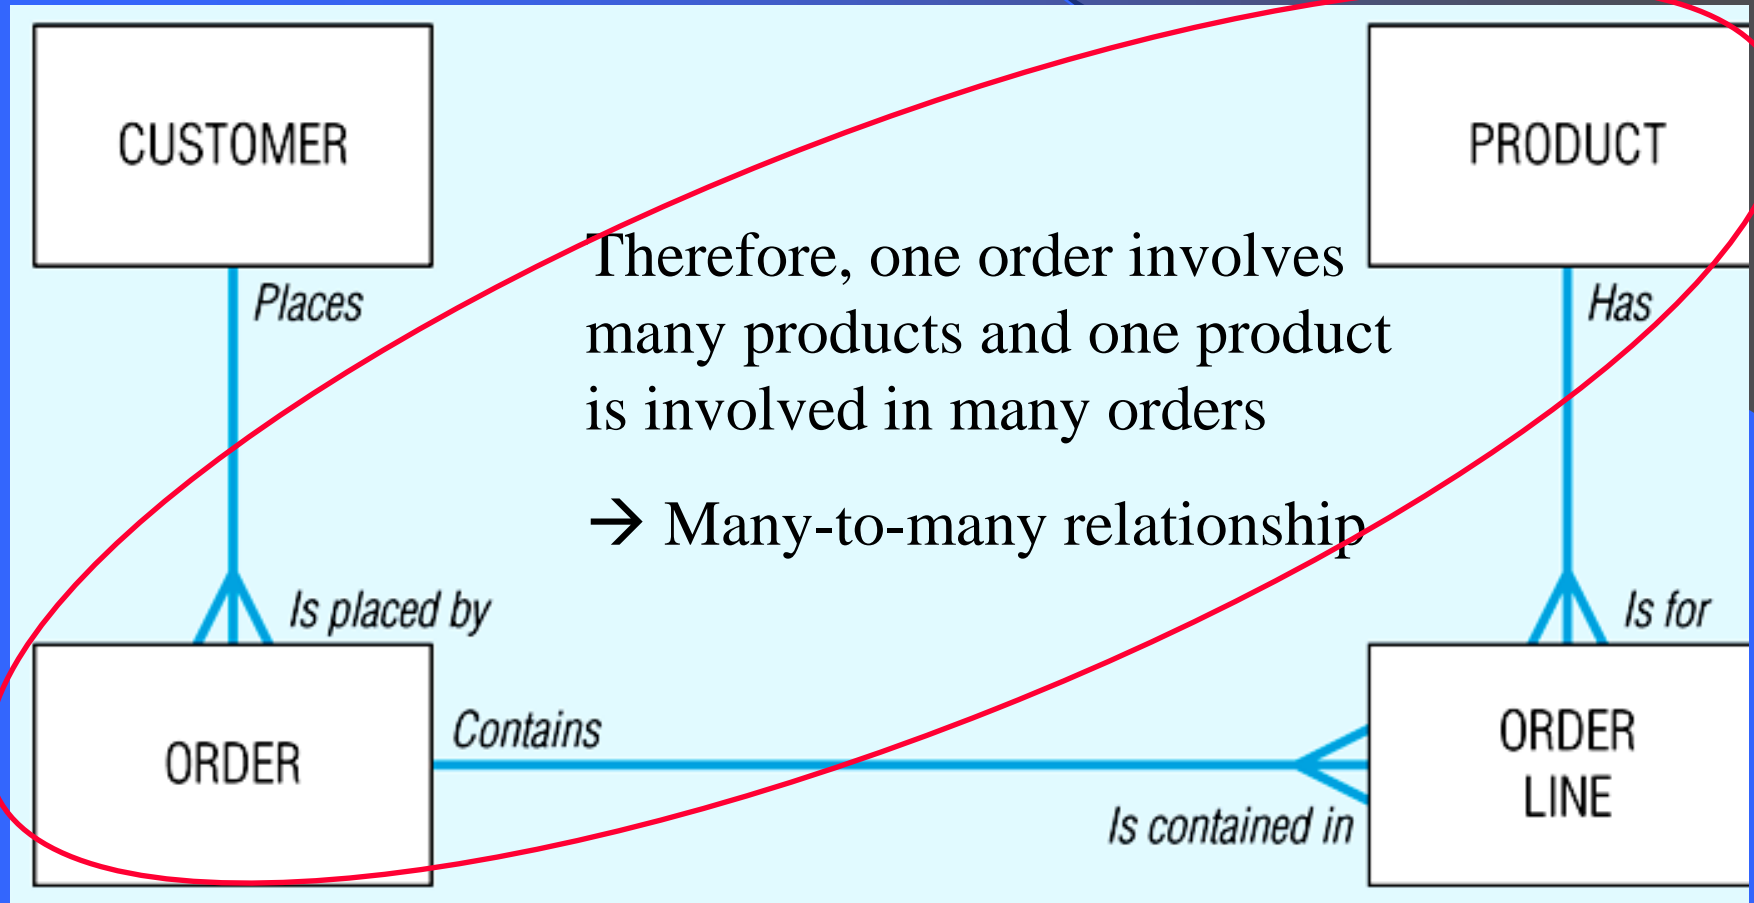 CUSTOMER
PRODUCT
Therefore, one order involves
many products and one product
is involved in many orders
→ Many-to-many relationship
Places
Has
Is placed by
Is for
ORDER
Contains
Is contained in
ORDER
LINE